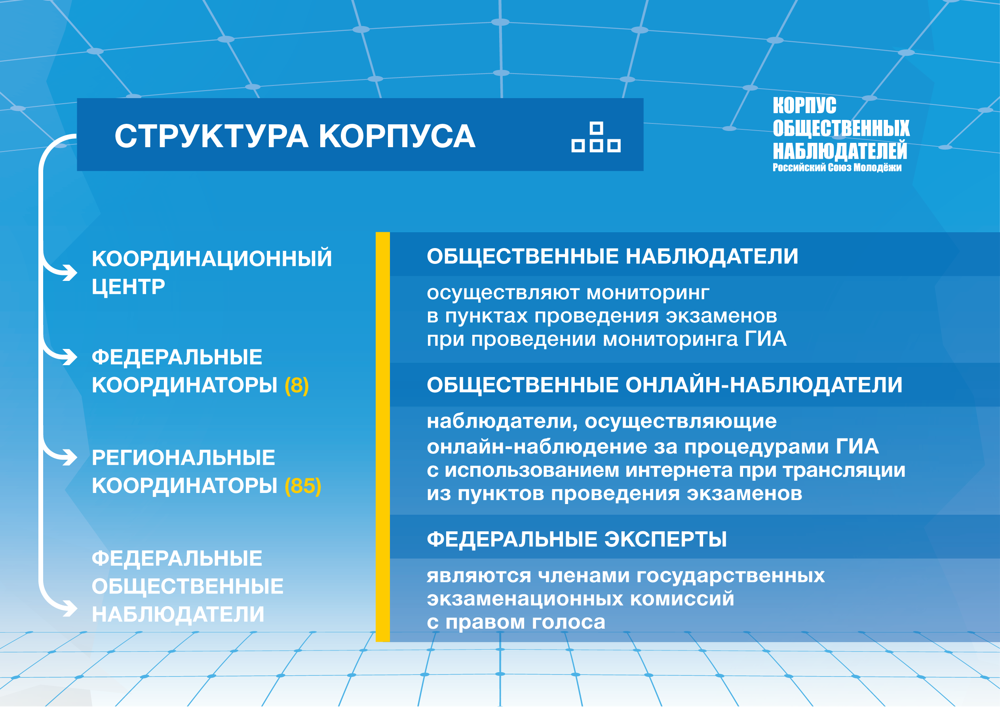 СТРУКТУРА КОРПУСА
КОРПУС
ОБЩЕСТВЕННЫХ
НАБЛЮДАТЕЛЕЙ
Российский Союз Молодёжи
КООРДИНАЦИОННЫЙ
ЦЕНТР
ФЕДЕРАЛЬНЫЕ
КООРДИНАТОРЫ (8)
РЕГИОНАЛЬНЫЕ
КООРДИНАТОРЫ (85)
ФЕДЕРАЛЬНЫЕ
ОБЩЕСТВЕННЫЕ
НАБЛЮДАТЕЛИ
ОБЩЕСТВЕННЫЕ НАБЛЮДАТЕЛИ
осуществляют мониторинг
в пунктах проведения экзаменов
при проведении мониторинга ГИА
ОБЩЕСТВЕННЫЕ ОНЛАЙН-НАБЛЮДАТЕЛИ
наблюдатели, осуществляющие
онлайн-наблюдение за процедурами ГИА
с использованием интернета при трансляции
из пунктов проведения экзаменов
ФЕДЕРАЛЬНЫЕ ЭКСПЕРТЫ
являются членами государственных
экзаменационных комиссий
с правом голоса